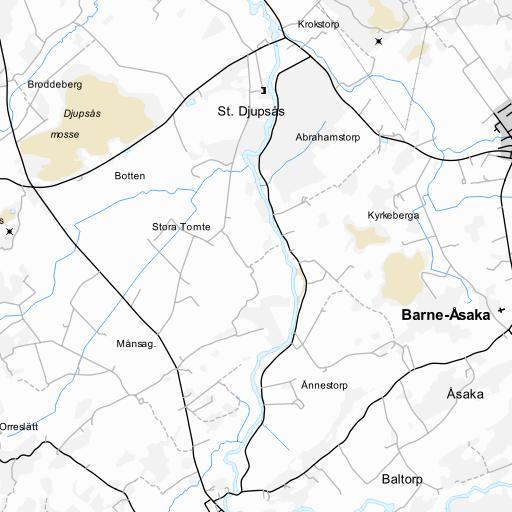 Krokstorp
Broddeberg
Djupsås
mosse
St. Djupsås
Abrahamstorp
Botten
Kyrkeberga
Stora Tomte
s
Barne-Åsaka
Månsag.
Ånnestorp
Åsaka
Orreslätt
Baltorp